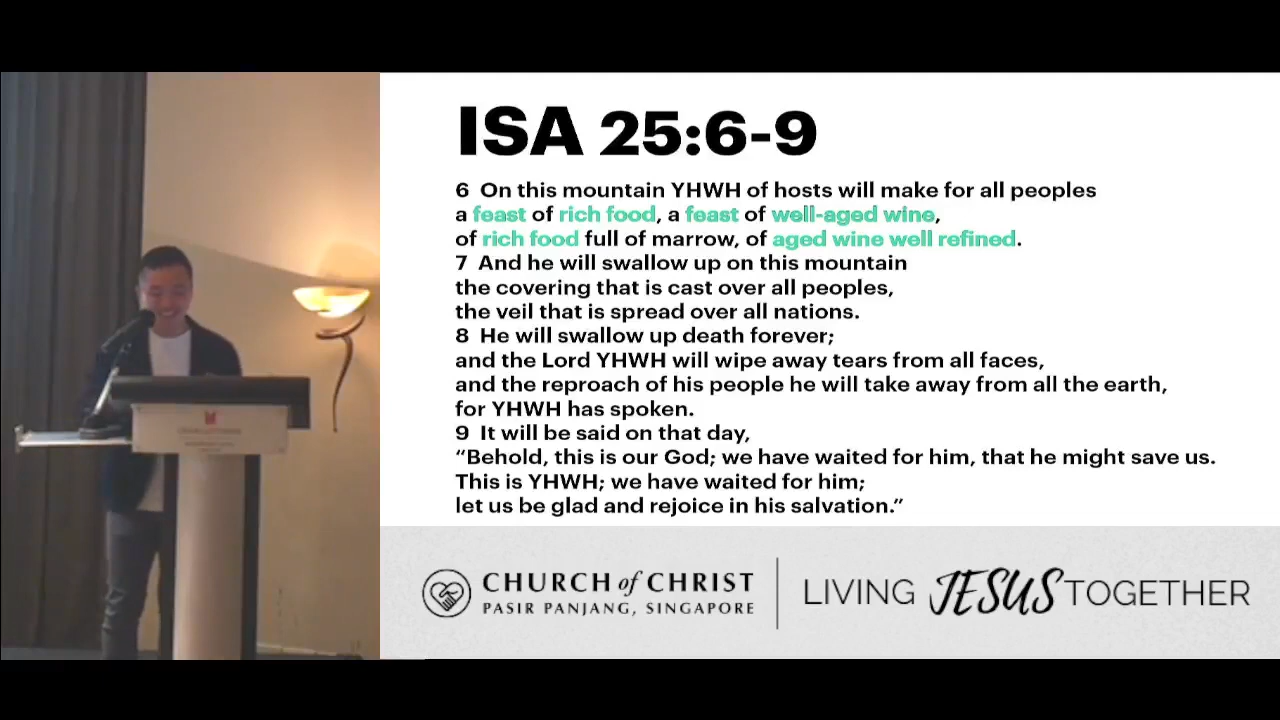 ISA 25:6-9
6 On this mountain YHWH of hosts will make for all peoples
a feast of rich food, a feast of well-aged wine,
of rich food full of marrow, of aged wine well refined.
7 And he will swallow up on this mountain
the covering that is cast over all peoples,
the veil that is spread over all nations.
8 He will swallow up death forever;
and the Lord YHWH will wipe away tears from all faces,
and the reproach of his people he will take away from all the earth,
for YHWH has spoken.
9 It will be said on that day,
“Behold, this is our God; we have waited for him, that he might save us.
This is YHWH; we have waited for him;
let us be glad and rejoice in his salvation.”
CHURCH of CHRIST
PASIR PANJANG, SINGAPORE
LIVING JESUS TOGETHER